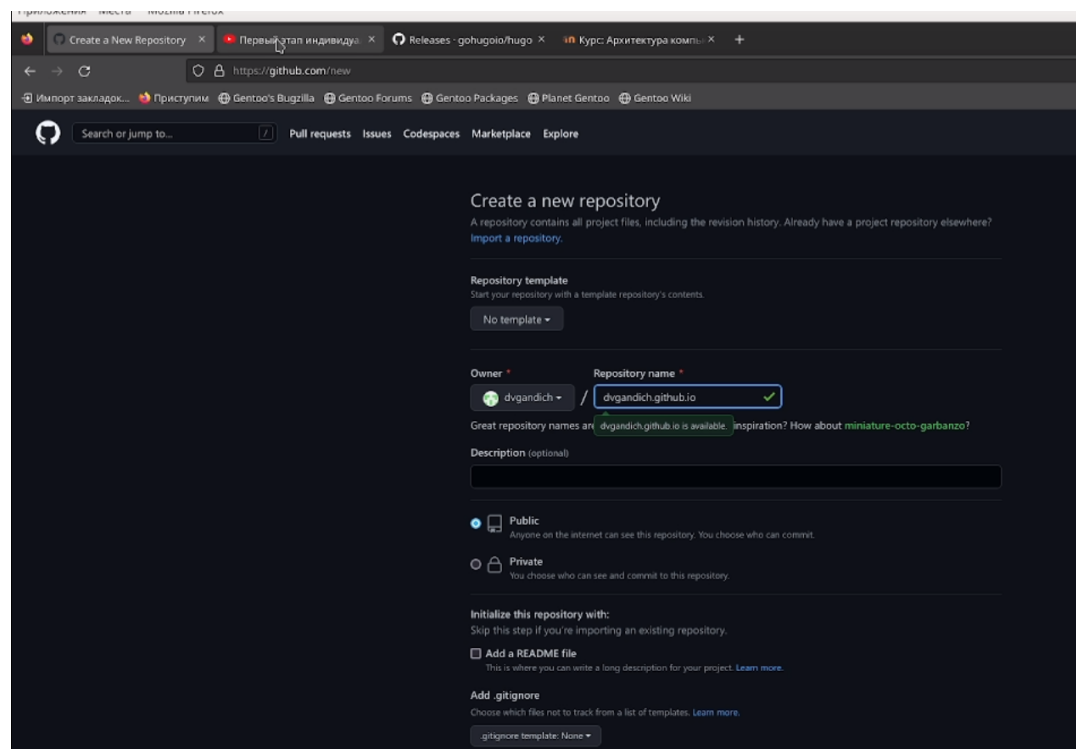 Приложения Места Mozilla Firefox
Create a New Repository × Первый этап индивидуа × Releases · gohugoio/hugo × Курс: Архитектура компь ×
https://github.com/new
Импорт закладок... Приступим Gentoo's Bugzilla Gentoo Forums Gentoo Packages Planet Gentoo Gentoo Wiki
Search or jump to... / Pull requests Issues Codespaces Marketplace Explore
Create a new repository
A repository contains all project files, including the revision history. Already have a project repository elsewhere?
Import a repository.
Repository template
Start your repository with a template repository's contents.
No template
Owner * Repository name *
dvgandich / dvgandich.github.io
Great repository names are dvgandich.github.io is available. inspiration? How about miniature-octo-garbanzo?
Description (optional)
Public
Anyone on the internet can see this repository. You choose who can commit.
Private
You choose who can see and commit to this repository.
Initialize this repository with:
Skip this step if you're importing an existing repository.
Add a README file
This is where you can write a long description for your project. Learn more.
Add .gitignore
Choose which files not to track from a list of templates. Learn more.
.gitignore template: None